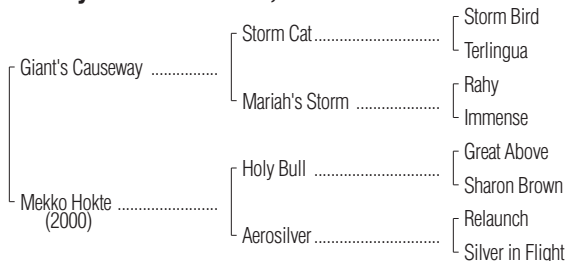 Storm Bird
Storm Cat ....................
Terlingua
Giant's Causeway ...............
Rahy
Mariah's Storm ...................
Immense
Great Above
Holy Bull .......................
Sharon Brown
Mekko Hokte ....................
(2000)
Relaunch
Aerosilver ......................
Silver in Flight